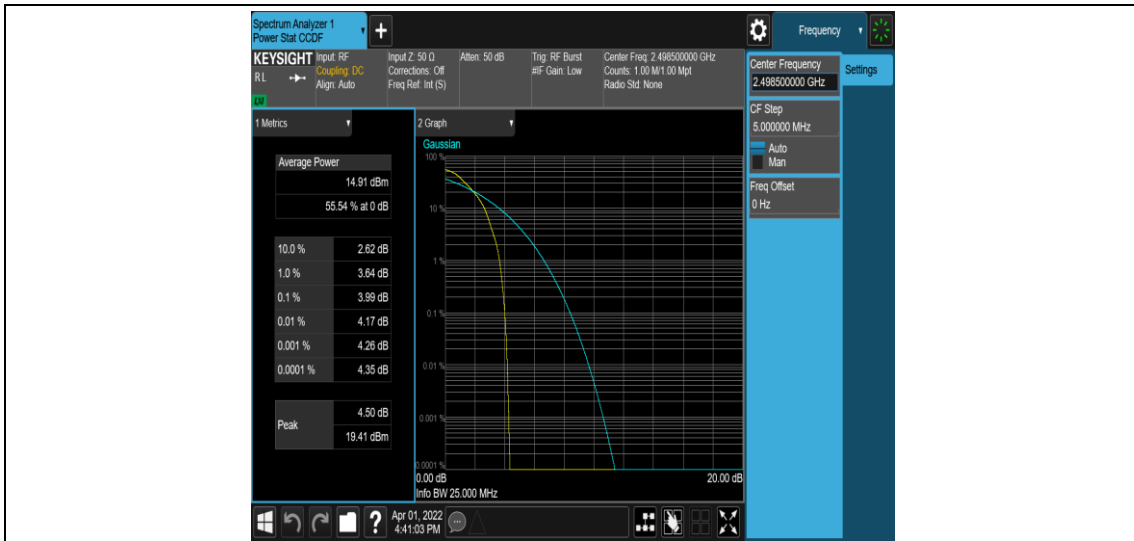 Spectrum Analyzer 1
Power Stat CCDF
+
Frequency
KEYSIGHT
RL
LXI
Input: RF
Coupling: DC
Align: Auto
Input Z: 50 Ω
Corrections: Off
Freq Ref: Int (S)
Atten: 50 dB
Trig: RF Burst
#IF Gain: Low
Center Freq: 2.498500000 GHz
Counts: 1.00 M/1.00 Mpt
Radio Std: None
Center Frequency
2.498500000 GHz
Settings
CF Step
5.000000 MHz
Auto
Man
Freq Offset
0 Hz
1 Metrics
Average Power
14.91 dBm
55.54 % at 0 dB
10.0 % 2.62 dB
1.0 % 3.64 dB
0.1 % 3.99 dB
0.01 % 4.17 dB
0.001 % 4.26 dB
0.0001 % 4.35 dB
Peak
4.50 dB
19.41 dBm
2 Graph
Gaussian
100 %
10 %
1 %
0.1 %
0.01 %
0.001 %
0.0001 %
0.00 dB 20.00 dB
Info BW 25.000 MHz
?
Apr 01, 2022
4:41:03 PM